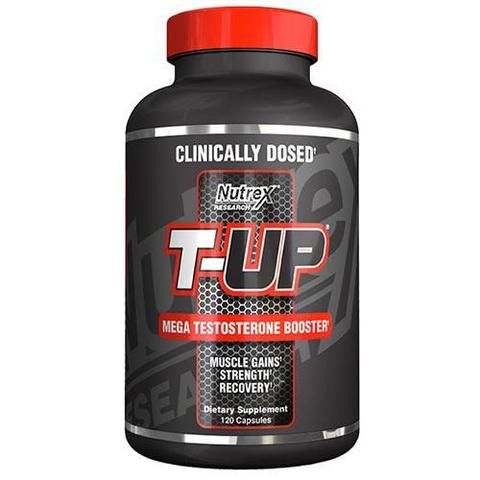 CLINICALLY DOSED‡
Nutrex
RESEARCH
T-UP®
MEGA TESTOSTERONE BOOSTER†
MUSCLE GAINS†
STRENGTH†
RECOVERY†
Dietary Supplement
120 Capsules